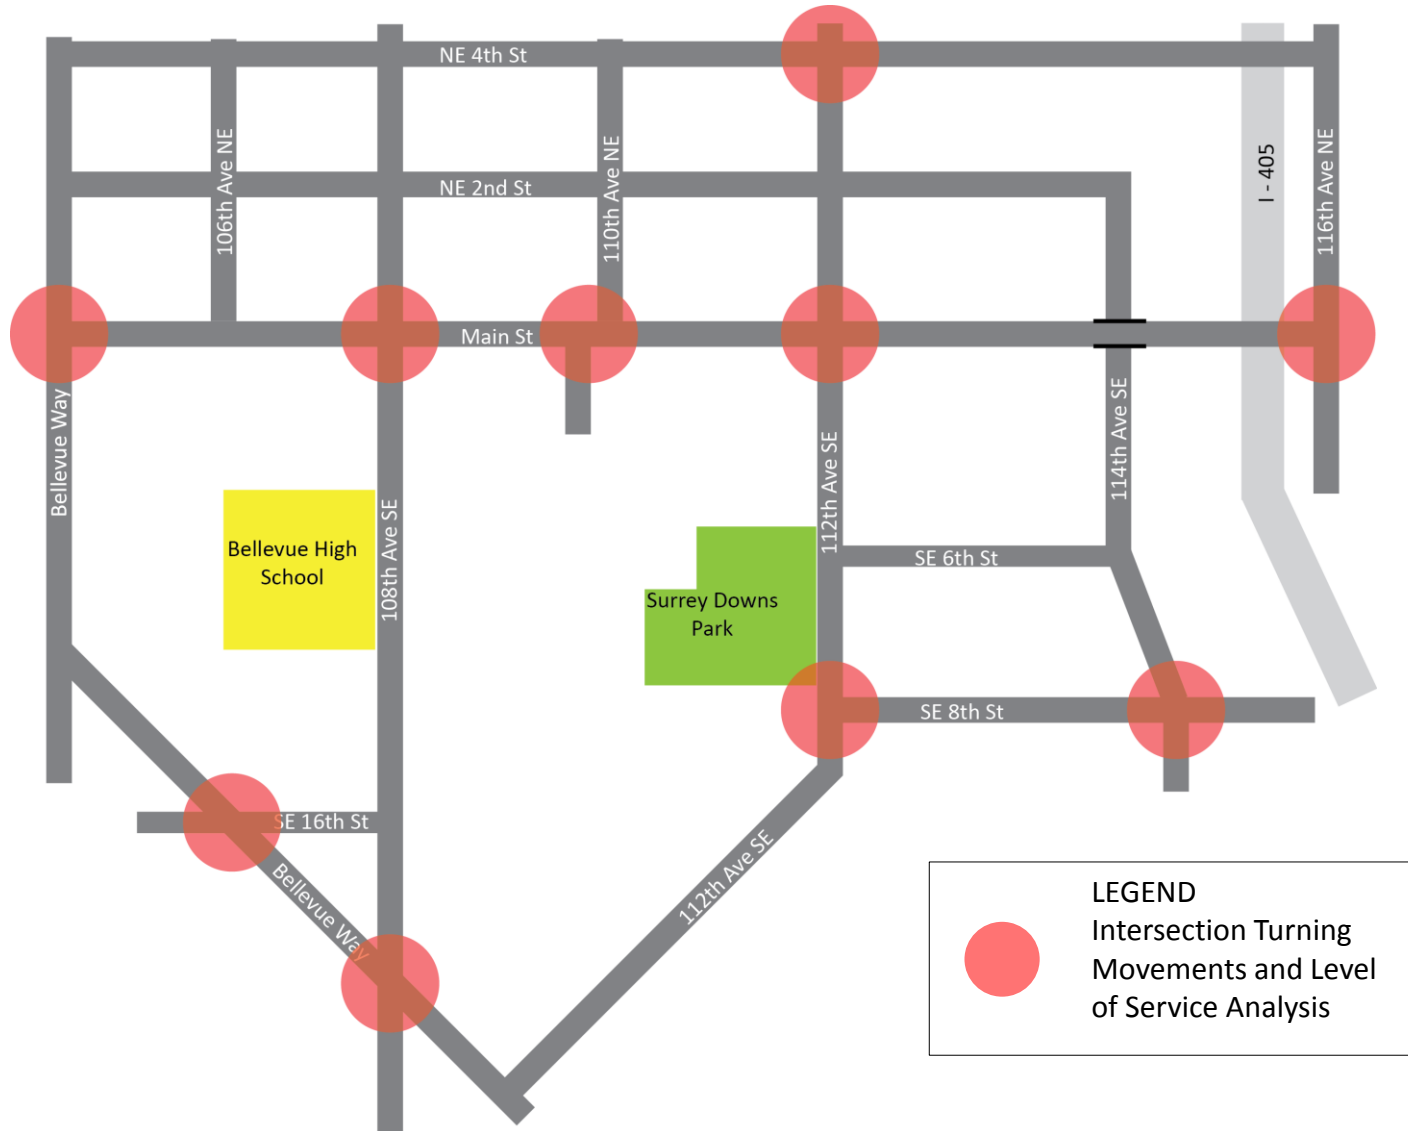 NE 4th St
106th Ave NE
110th Ave NE
NE 2nd St
I - 405
116th Ave NE
Main St
Bellevue Way
108th Ave SE
112th Ave SE
114th Ave SE
Bellevue High
School
SE 6th St
Surrey Downs
Park
SE 8th St
SE 16th St
Bellevue Way
112th Ave SE
LEGEND
Intersection Turning
Movements and Level
of Service Analysis